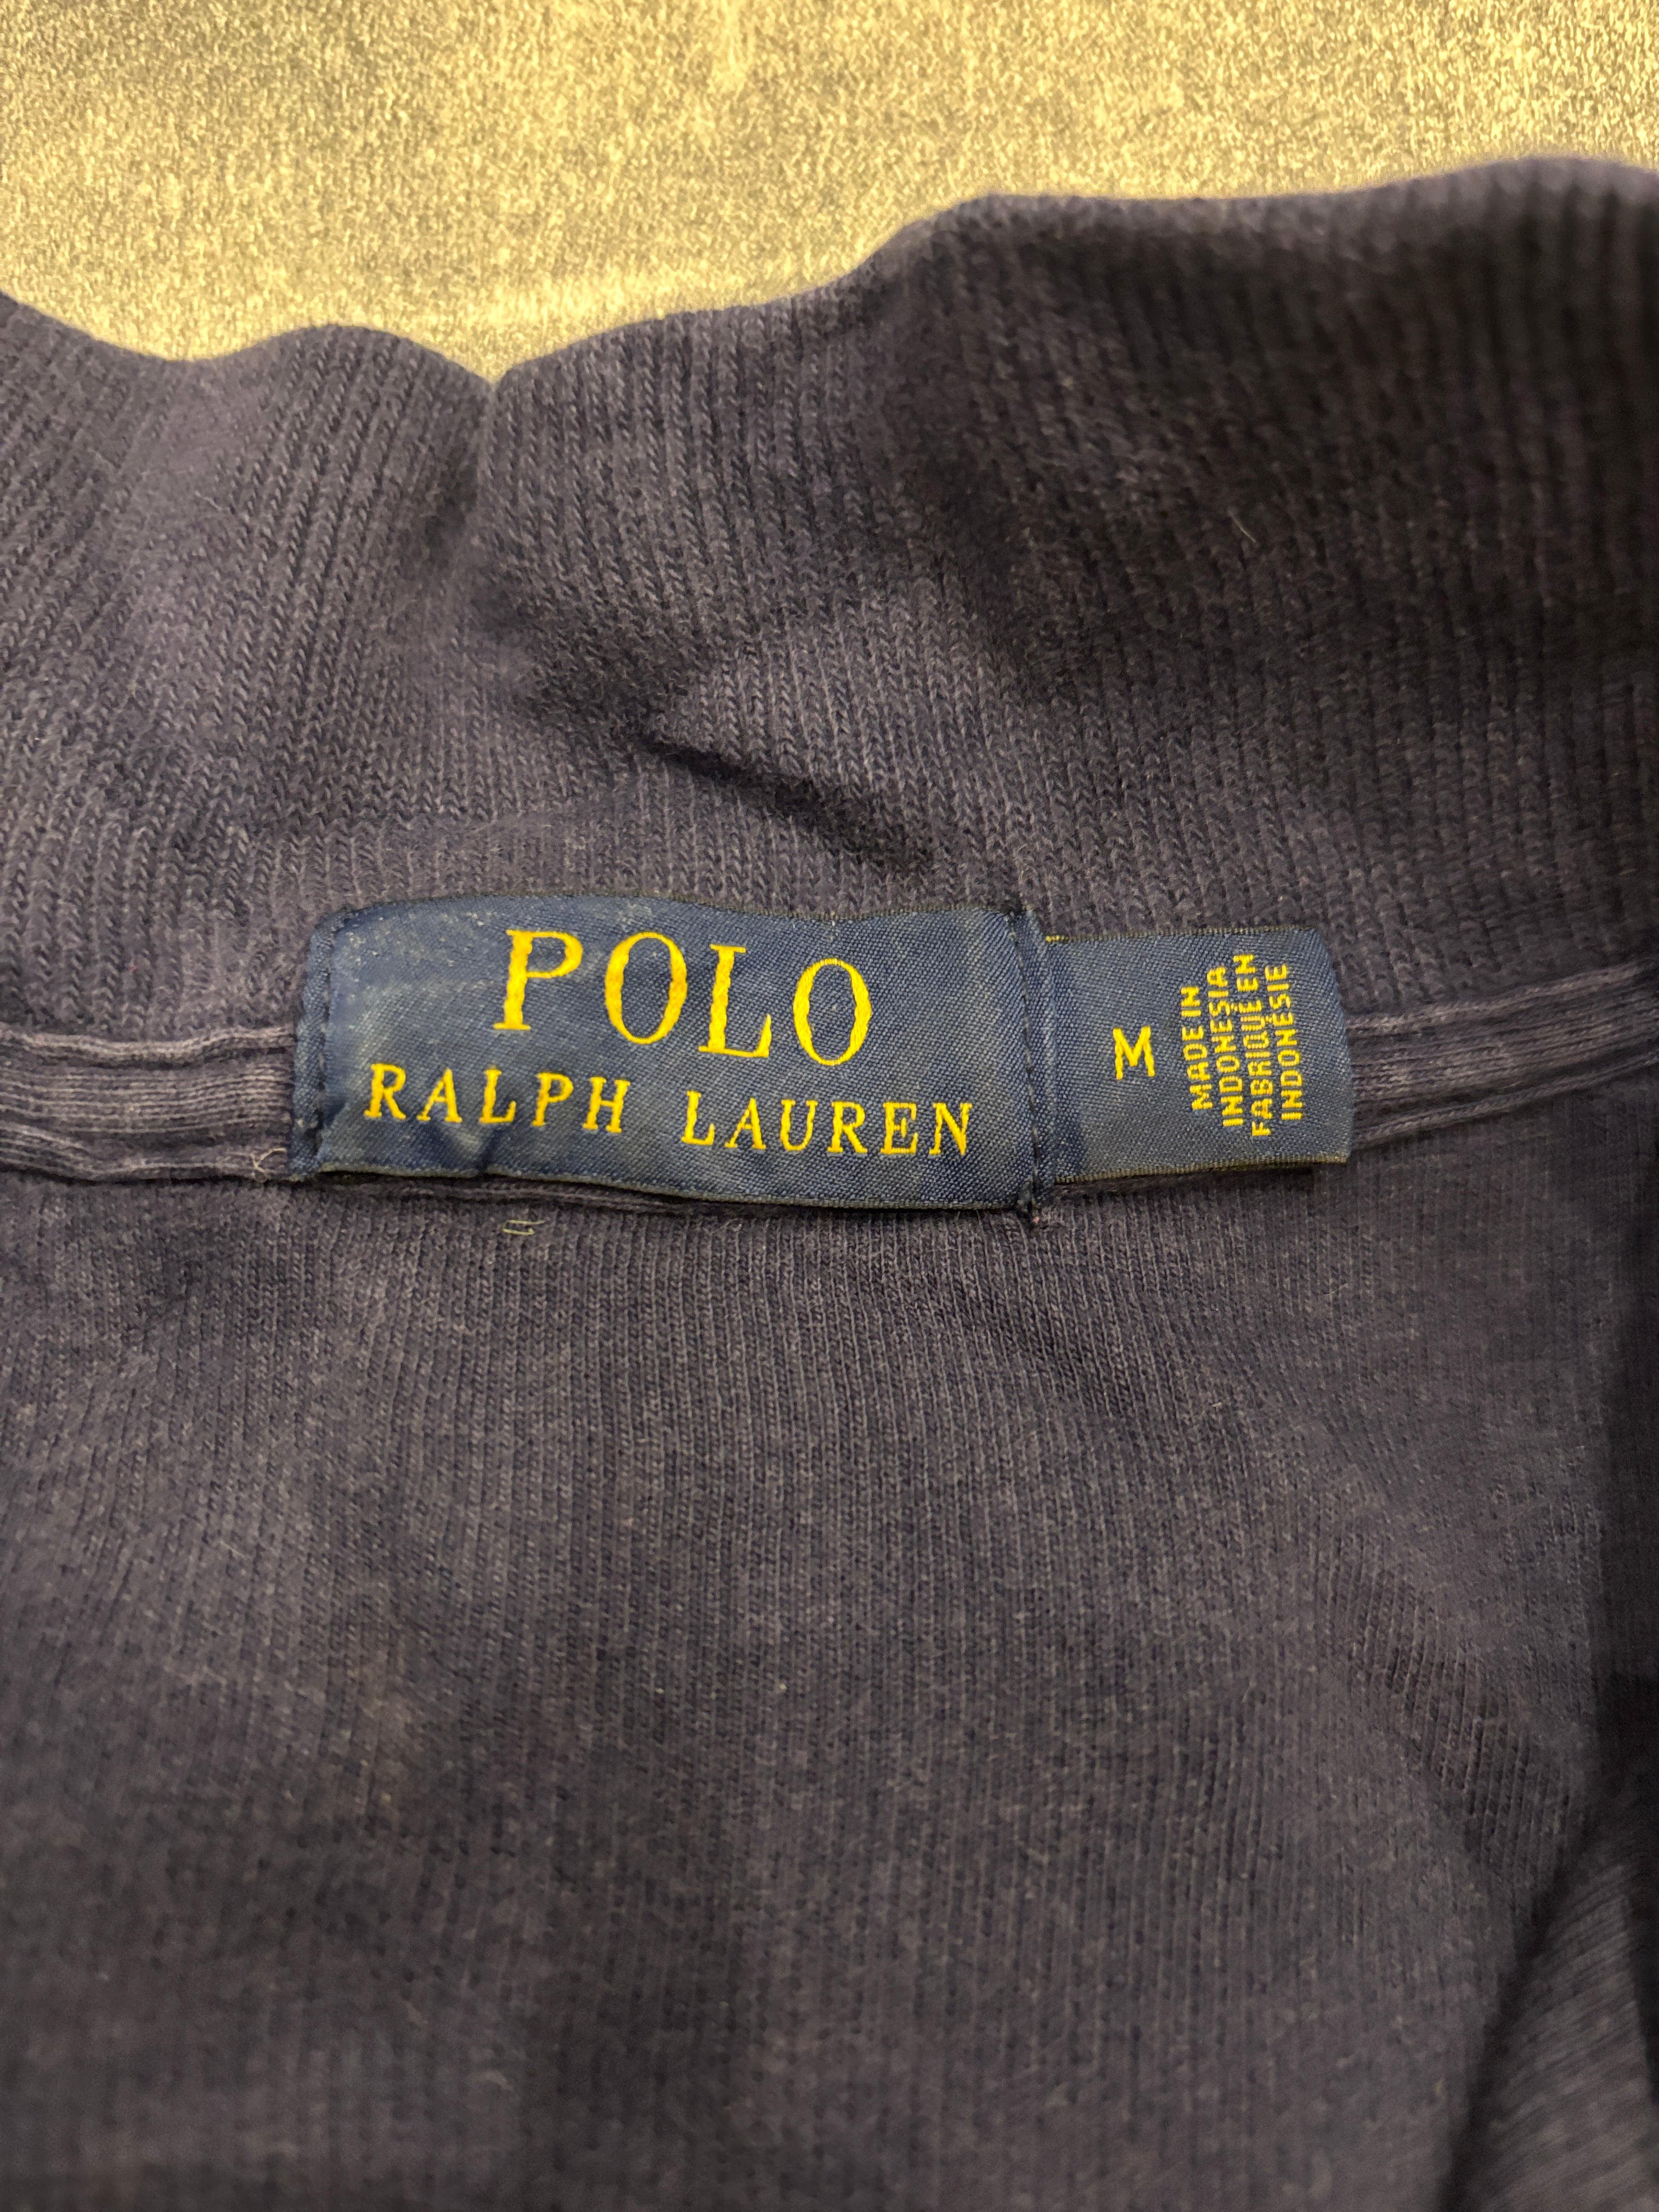 POLO
RALPH LAUREN
M
MADE IN
INDONESIA
FABRIQUÉ EN
INDONÉSIE